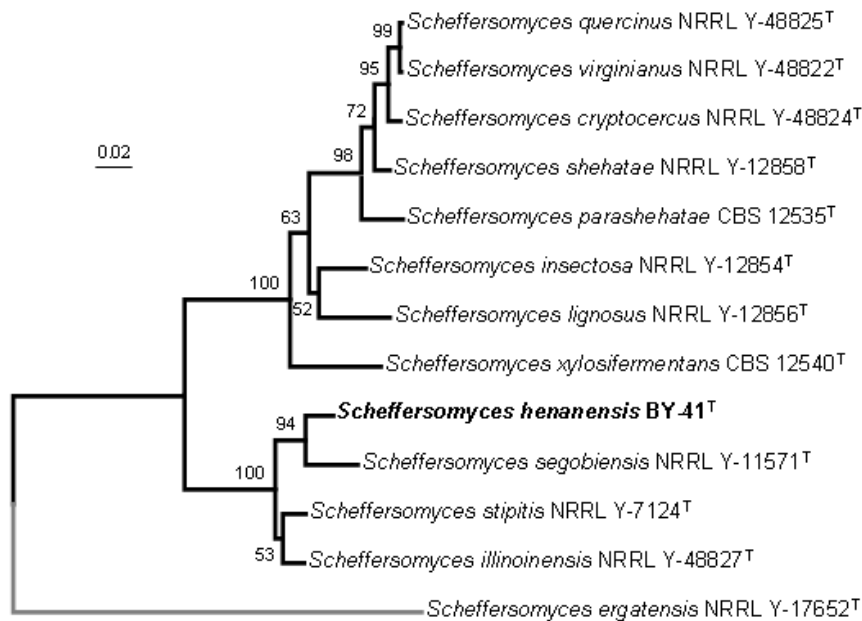 99
Scheffersomyces quercinus NRRL Y-48825ᵀ
95
Scheffersomyces virginianus NRRL Y-48822ᵀ
72
Scheffersomyces cryptocercus NRRL Y-48824ᵀ
0.02
98
Scheffersomyces shehatae NRRL Y-12858ᵀ
63
Scheffersomyces parashehatae CBS 12535ᵀ
100
Scheffersomyces insectosa NRRL Y-12854ᵀ
52
Scheffersomyces lignosus NRRL Y-12856ᵀ
Scheffersomyces xylosifermentans CBS 12540ᵀ
94
Scheffersomyces henanensis BY-41ᵀ
100
Scheffersomyces segobiensis NRRL Y-11571ᵀ
Scheffersomyces stipitis NRRL Y-7124ᵀ
53
Scheffersomyces illinoinensis NRRL Y-48827ᵀ
Scheffersomyces ergatensis NRRL Y-17652ᵀ